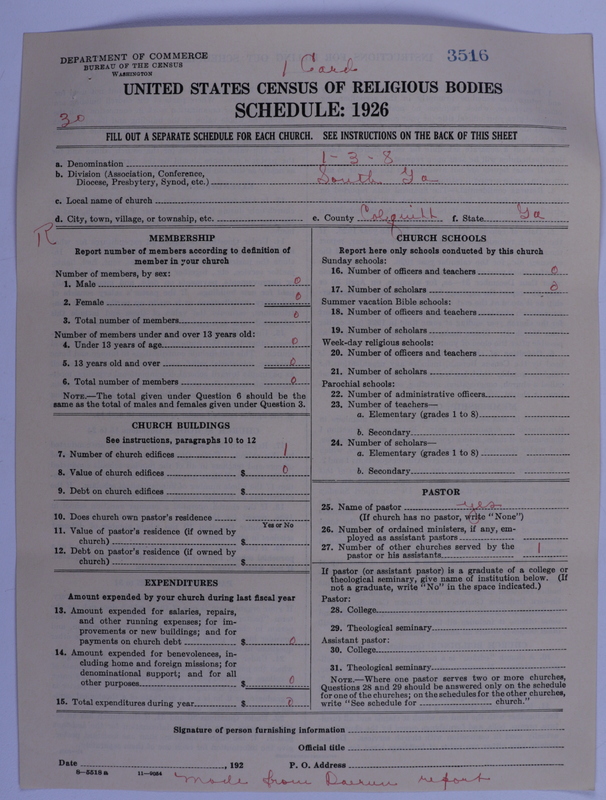 DEPARTMENT OF COMMERCE
BUREAU OF THE CENSUS
WASHINGTON
1 Card
3516
UNITED STATES CENSUS OF RELIGIOUS BODIES
SCHEDULE: 1926
30
FILL OUT A SEPARATE SCHEDULE FOR EACH CHURCH. SEE INSTRUCTIONS ON THE BACK OF THIS SHEET
a. Denomination 1-3-8
b. Division (Association, Conference,
Diocese, Presbytery, Synod, etc.) South Ga
c. Local name of church
d. City, town, village, or township, etc. e. County Colquitt f. State Ga
R
MEMBERSHIP
Report number of members according to definition of
member in your church
Number of members, by sex:
1. Male 0
2. Female 0
3. Total number of members 0
Number of members under and over 13 years old:
4. Under 13 years of age 0
5. 13 years old and over 0
6. Total number of members 0
NOTE.—The total given under Question 6 should be the
same as the total of males and females given under Question 3.
CHURCH BUILDINGS
See instructions, paragraphs 10 to 12
7. Number of church edifices 1
8. Value of church edifices $ 0
9. Debt on church edifices $
10. Does church own pastor's residence
Yes or No
11. Value of pastor's residence (if owned by
church) $
12. Debt on pastor's residence (if owned by
church) $
EXPENDITURES
Amount expended by your church during last fiscal year
13. Amount expended for salaries, repairs,
and other running expenses; for im-
provements or new buildings; and for
payments on church debt $ 0
14. Amount expended for benevolences, in-
cluding home and foreign missions; for
denominational support; and for all
other purposes $ 0
15. Total expenditures during year $ 0
CHURCH SCHOOLS
Report here only schools conducted by this church
Sunday schools:
16. Number of officers and teachers 0
17. Number of scholars 0
Summer vacation Bible schools:
18. Number of officers and teachers
19. Number of scholars
Week-day religious schools:
20. Number of officers and teachers
21. Number of scholars
Parochial schools:
22. Number of administrative officers
23. Number of teachers—
a. Elementary (grades 1 to 8)
b. Secondary
24. Number of scholars—
a. Elementary (grades 1 to 8)
b. Secondary
PASTOR
25. Name of pastor yes
(If church has no pastor, write "None")
26. Number of ordained ministers, if any, em-
ployed as assistant pastors
27. Number of other churches served by the
pastor or his assistants 1
If pastor (or assistant pastor) is a graduate of a college or
theological seminary, give name of institution below. (If
not a graduate, write "No" in the space indicated.)
Pastor:
28. College
29. Theological seminary
Assistant pastor:
30. College
31. Theological seminary
NOTE.—Where one pastor serves two or more churches,
Questions 28 and 29 should be answered only on the schedule
for one of the churches; on the schedules for the other churches,
write "See schedule for church."
Signature of person furnishing information
Official title
Date , 192 P. O. Address
8—5518 a 11—9064
Made from Doerun report